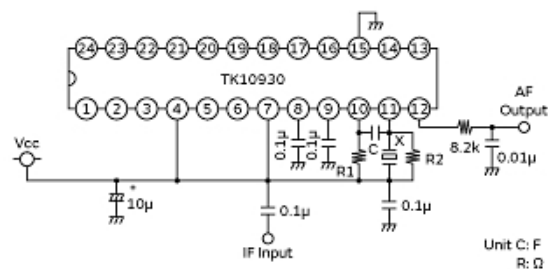 24 23 22 21 20 19 18 17 16 15 14 13
TK10930
1 2 3 4 5 6 7 8 9 10 11 12
AF
Output
Vcc
0.1µ
0.1µ
C
X
R1
R2
8.2k
0.01µ
+
10µ
0.1µ
0.1µ
IF Input
Unit C: F
R: Ω